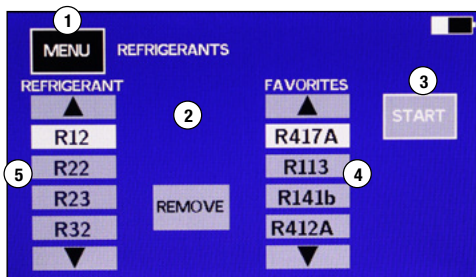 1
MENU REFRIGERANTS
REFRIGERANT FAVORITES 3
2
START
R12 R417A
5 R22 R113 4
R23 REMOVE R141b
R32 R412A